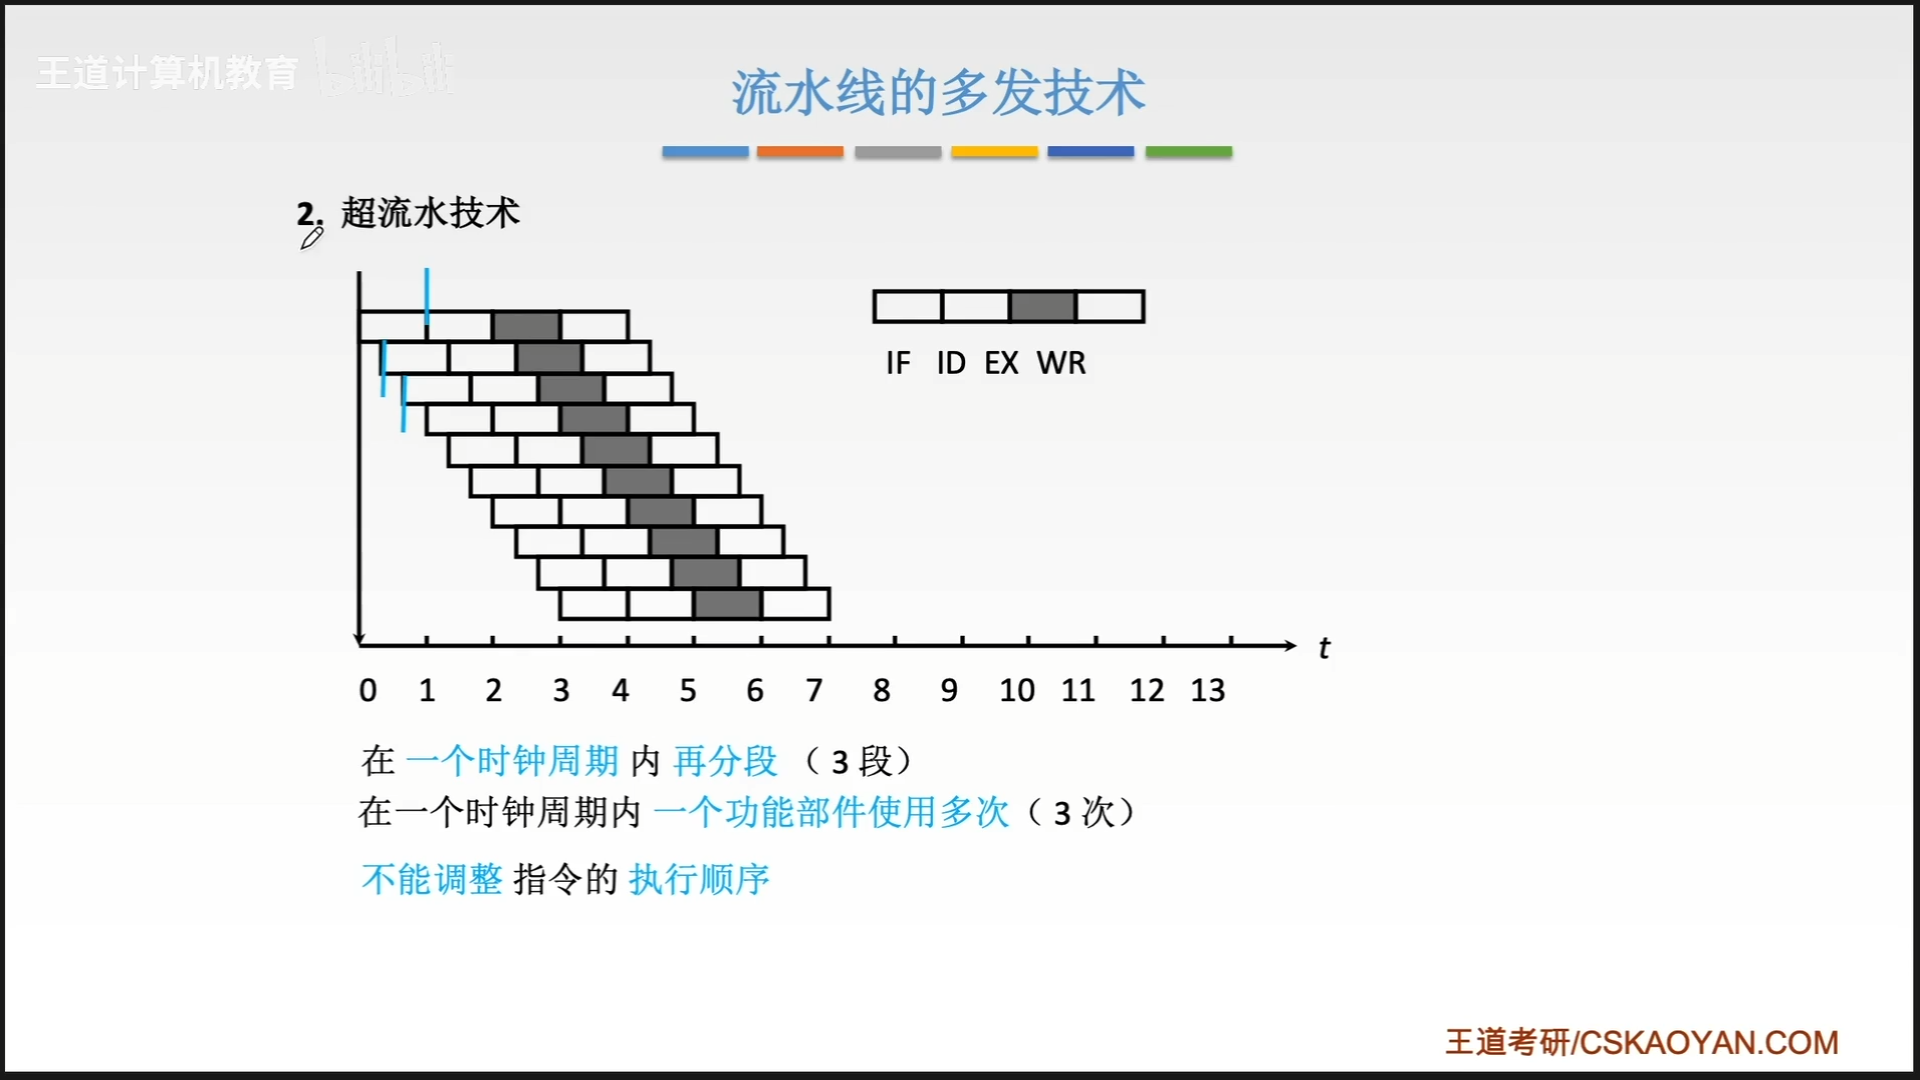 王道计算机教育 bilibili
流水线的多发技术
2. 超流水技术
IF ID EX WR
t
0 1 2 3 4 5 6 7 8 9 10 11 12 13
在 一个时钟周期 内 再分段 （ 3 段）
在一个时钟周期内 一个功能部件使用多次（ 3 次）
不能调整 指令的 执行顺序
王道考研/CSKAOYAN.COM